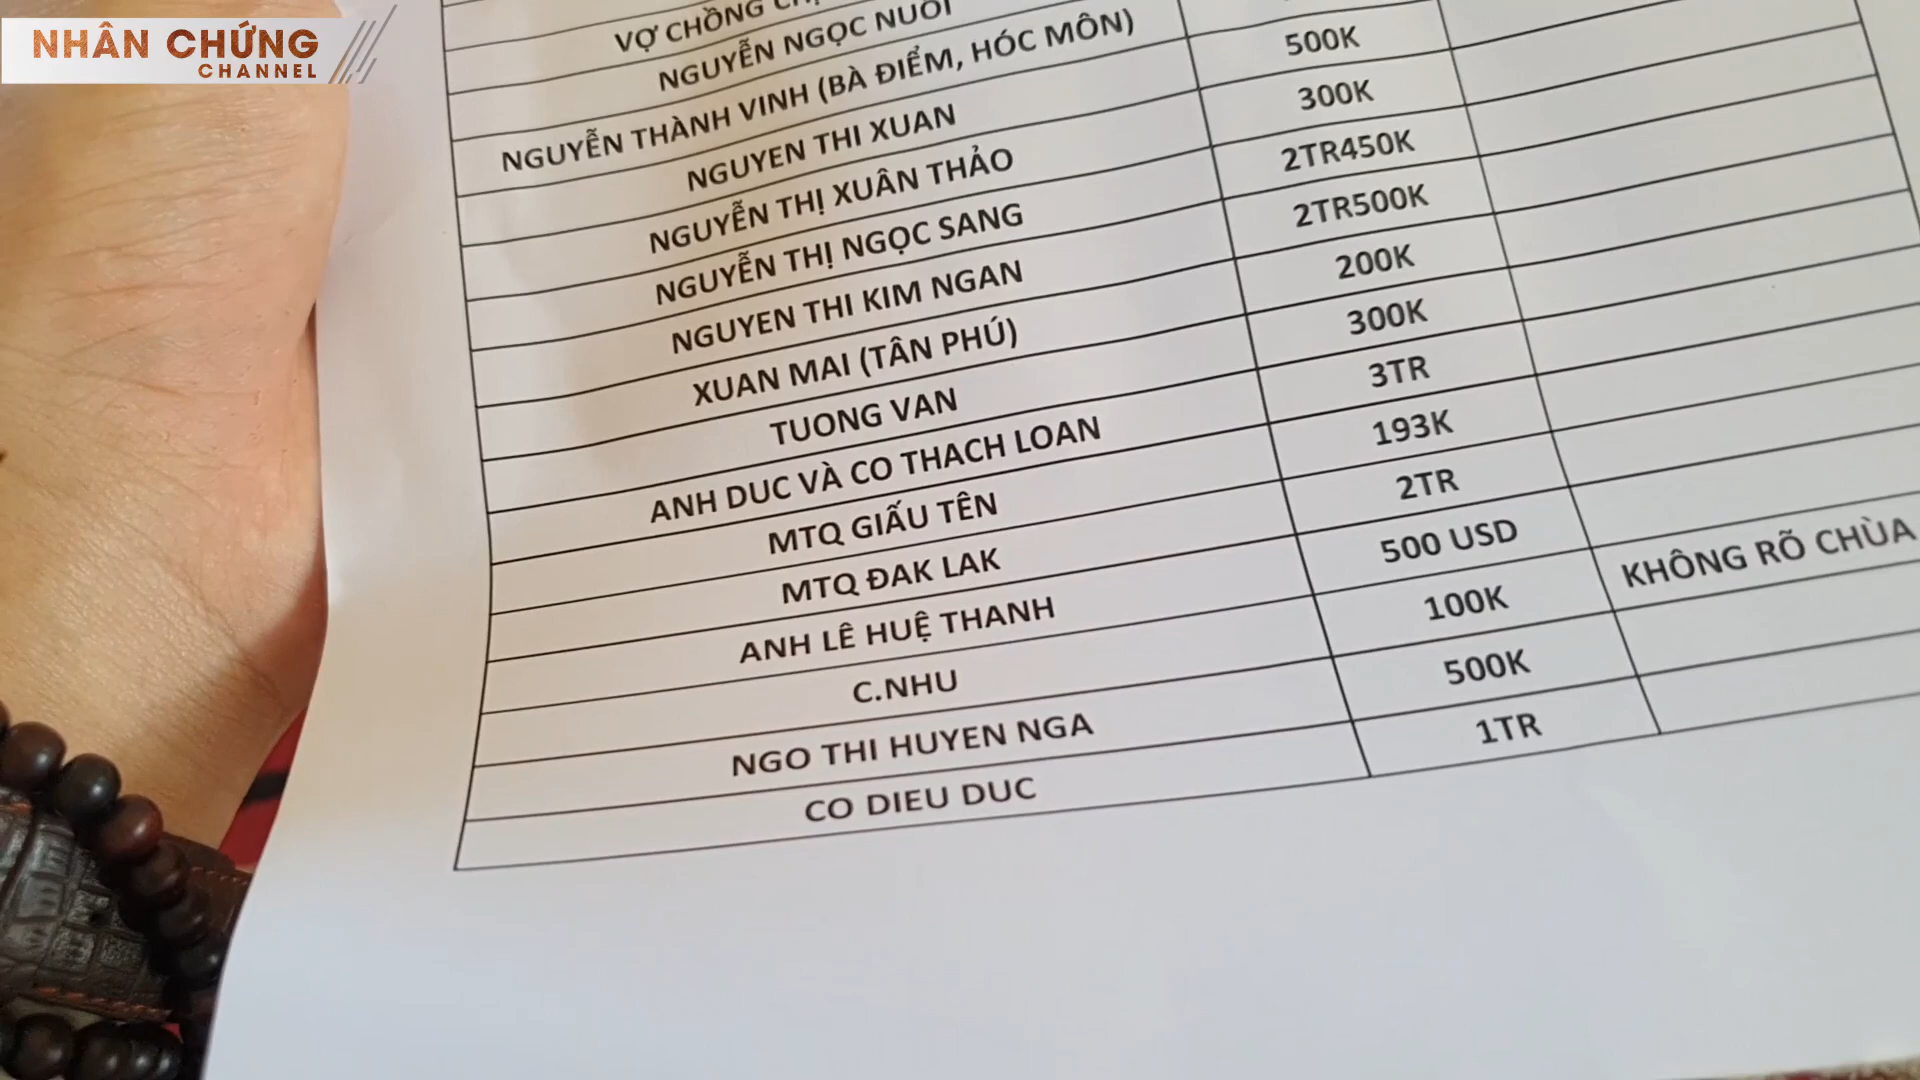 NHÂN CHỨNG
CHANNEL
VỢ CHỒNG
NGUYỄN NGỌC NUÔI
NGUYỄN THÀNH VINH (BÀ ĐIỂM, HÓC MÔN)
NGUYEN THI XUAN 500K
NGUYỄN THỊ XUÂN THẢO 300K
NGUYỄN THỊ NGỌC SANG 2TR450K
NGUYEN THI KIM NGAN 2TR500K
XUAN MAI (TÂN PHÚ) 200K
TUONG VAN 300K
ANH DUC VÀ CO THACH LOAN 3TR
MTQ GIẤU TÊN 193K
MTQ ĐAK LAK 2TR
ANH LÊ HUỆ THANH 500 USD
C.NHU 100K KHÔNG RÕ CHÙA
NGO THI HUYEN NGA 500K
CO DIEU DUC 1TR